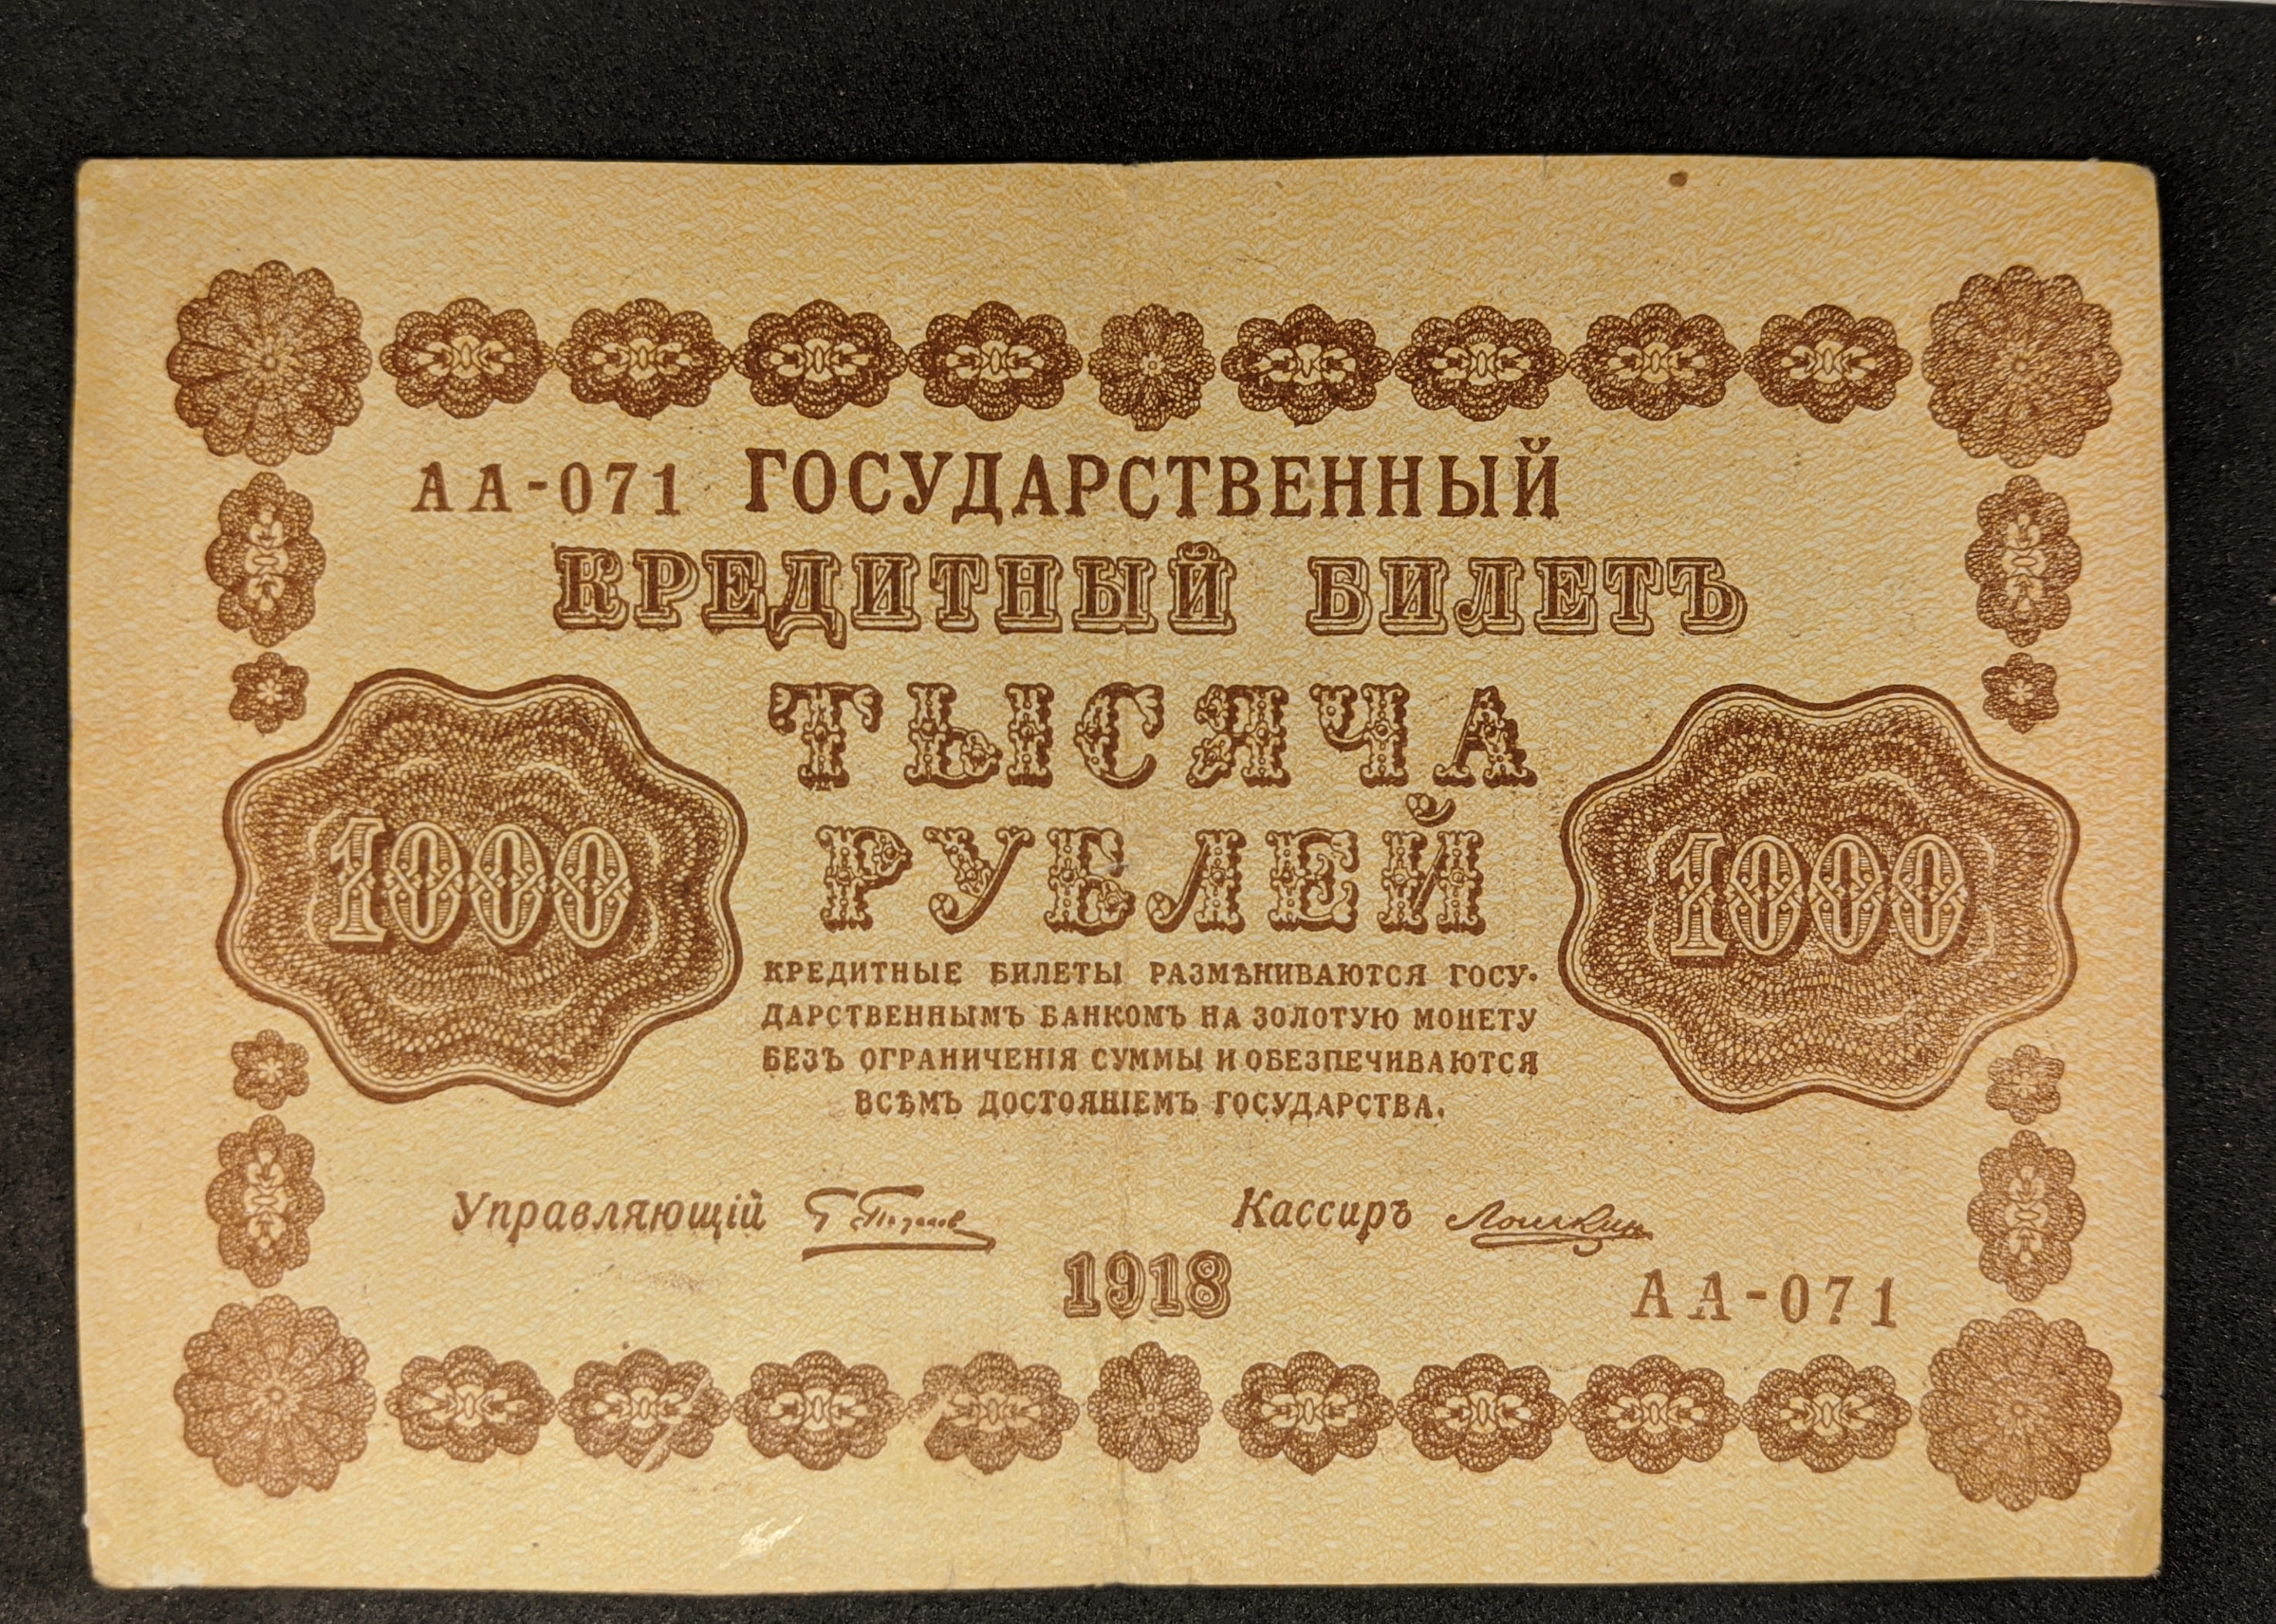 АА-071 ГОСУДАРСТВЕННЫЙ
КРЕДИТНЫЙ БИЛЕТЪ
ТЫСЯЧА
РУБЛЕЙ
1000
1000
КРЕДИТНЫЕ БИЛЕТЫ РАЗМѢНИВАЮТСЯ ГОСУ-
ДАРСТВЕННЫМЪ БАНКОМЪ НА ЗОЛОТУЮ МОНЕТУ
БЕЗЪ ОГРАНИЧЕНІЯ СУММЫ И ОБЕЗПЕЧИВАЮТСЯ
ВСѢМЪ ДОСТОЯНІЕМЪ ГОСУДАРСТВА.
Управляющій Кассиръ
1918
АА-071